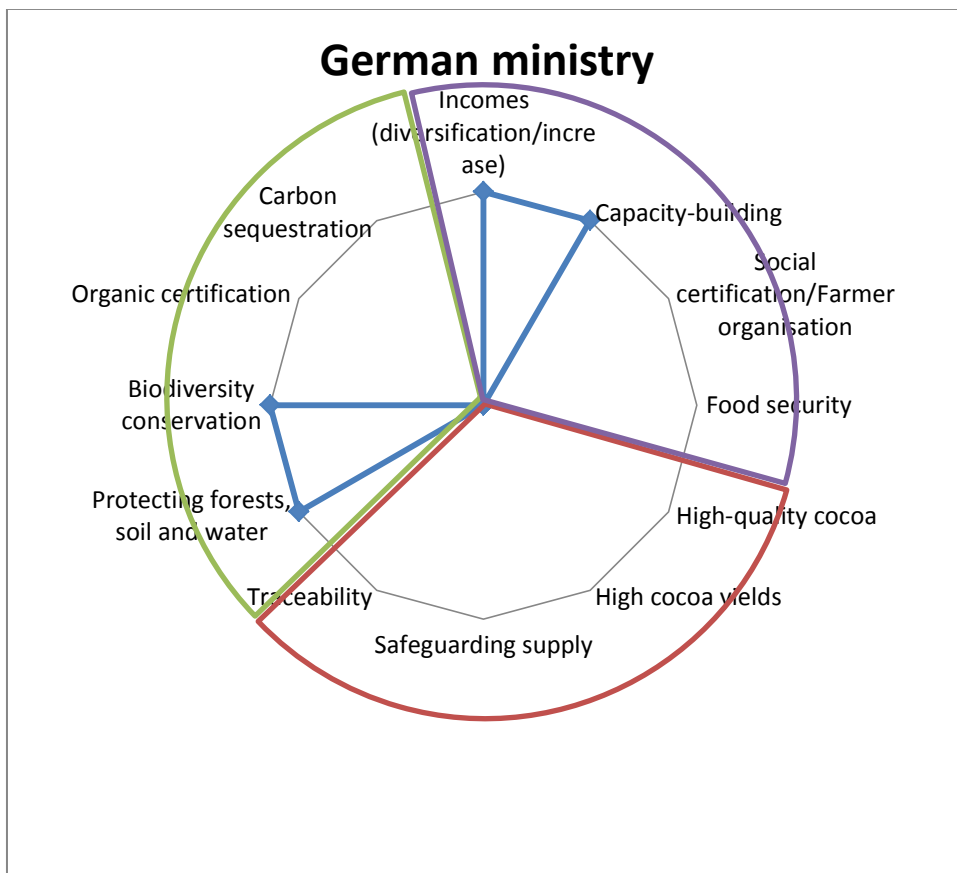 German ministry
Incomes
(diversification/incre
ase)
Capacity-building
Social
certification/Farmer
organisation
Food security
High-quality cocoa
High cocoa yields
Safeguarding supply
Traceability
Protecting forests,
soil and water
Biodiversity
conservation
Organic certification
Carbon
sequestration